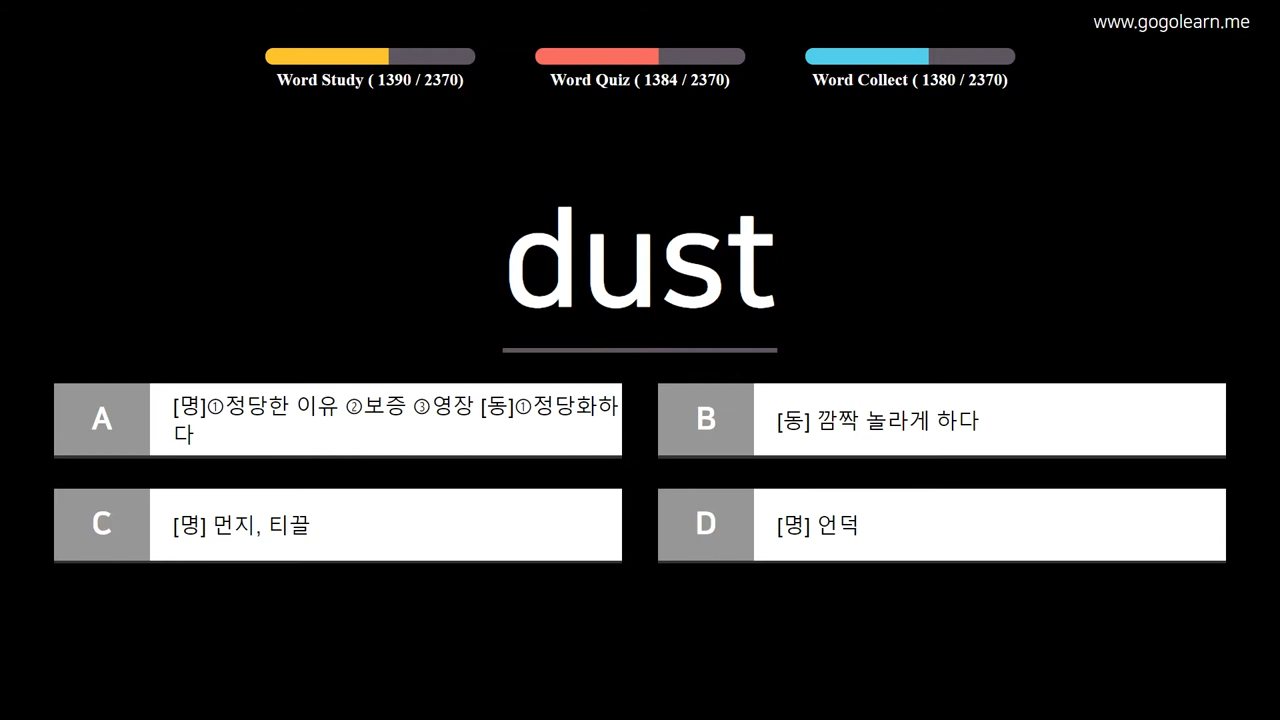 www.gogolearn.me
Word Study ( 1390 / 2370)
Word Quiz ( 1384 / 2370)
Word Collect ( 1380 / 2370)
dust
A
[명]①정당한 이유 ②보증 ③영장 [동]①정당화하
다
B
[동] 깜짝 놀라게 하다
C
[명] 먼지, 티끌
D
[명] 언덕